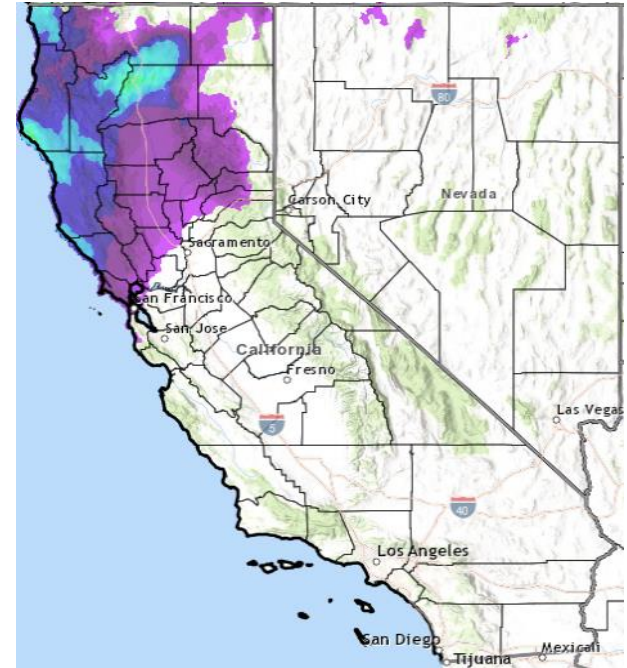 80
Nevada
Carson City
Sacramento
San Francisco
San Jose
California
Fresno
Las Vegas
5
40
Los Angeles
San Diego
Tijuana
Mexicali